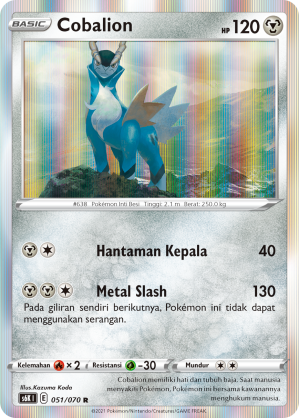 BASIC Cobalion HP 120
#638 Pokémon Inti Besi Tinggi: 2.1 m Berat: 250.0 kg
Hantaman Kepala 40
Metal Slash 130
Pada giliran sendiri berikutnya, Pokémon ini tidak dapat
menggunakan serangan.
Kelemahan ×2 Resistansi -30 Mundur
Illus. Kazuma Koda
Cobalion memiliki hati dan tubuh baja. Saat manusia
menyakiti Pokémon, Pokémon ini bersama kawannya
menghukum manusia.
s6K I E 051/070 R
©2021 Pokémon/Nintendo/Creatures/GAME FREAK.